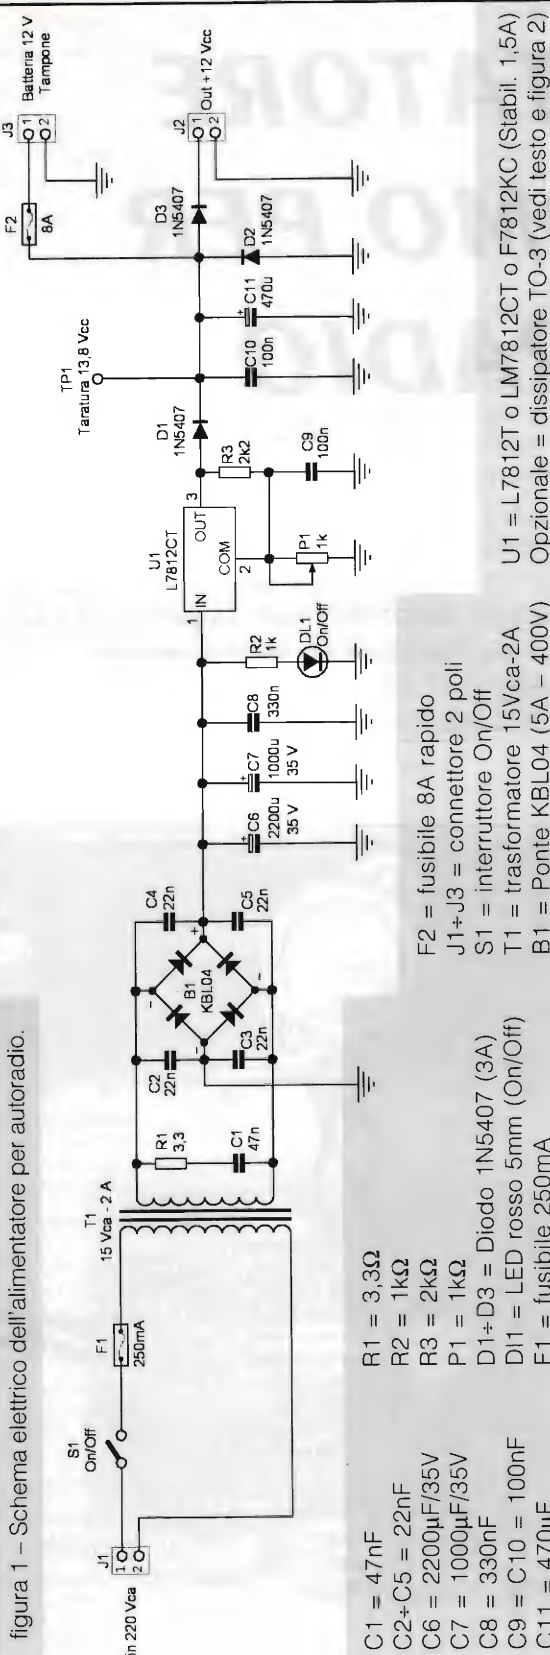 figura 1 – Schema elettrico dell'alimentatore per autoradio.
in 220 Vca
J1
1
2
S1
On/Off
F1
250mA
T1
15 Vca - 2 A
R1
3,3
C1
47n
C2
22n
C3
22n
B1
KBL04
C4
22n
C5
22n
C6
2200u
35 V
C7
1000u
35 V
C8
330n
R2
1k
DL1
On/Off
U1
L7812CT
1
IN
OUT
3
COM
2
P1
1k
R3
2k2
C9
100n
D1
1N5407
TP1
Taratura 13,8 Vcc
C10
100n
C11
470u
D2
1N5407
D3
1N5407
F2
8A
J3
1
2
Batteria 12 V
Tampone
J2
1
2
Out +12 Vcc
C1 = 47nF
C2÷C5 = 22nF
C6 = 2200µF/35V
C7 = 1000µF/35V
C8 = 330nF
C9 = C10 = 100nF
C11 = 470µF
R1 = 3,3Ω
R2 = 1kΩ
R3 = 2kΩ
P1 = 1kΩ
D1÷D3 = Diodo 1N5407 (3A)
Dl1 = LED rosso 5mm (On/Off)
F1 = fusibile 250mA
F2 = fusibile 8A rapido
J1÷J3 = connettore 2 poli
S1 = interruttore On/Off
T1 = trasformatore 15Vca-2A
B1 = Ponte KBL04 (5A – 400V)
U1 = L7812T o LM7812CT o F7812KC (Stabil. 1,5A)
Opzionale = dissipatore TO-3 (vedi testo e figura 2)